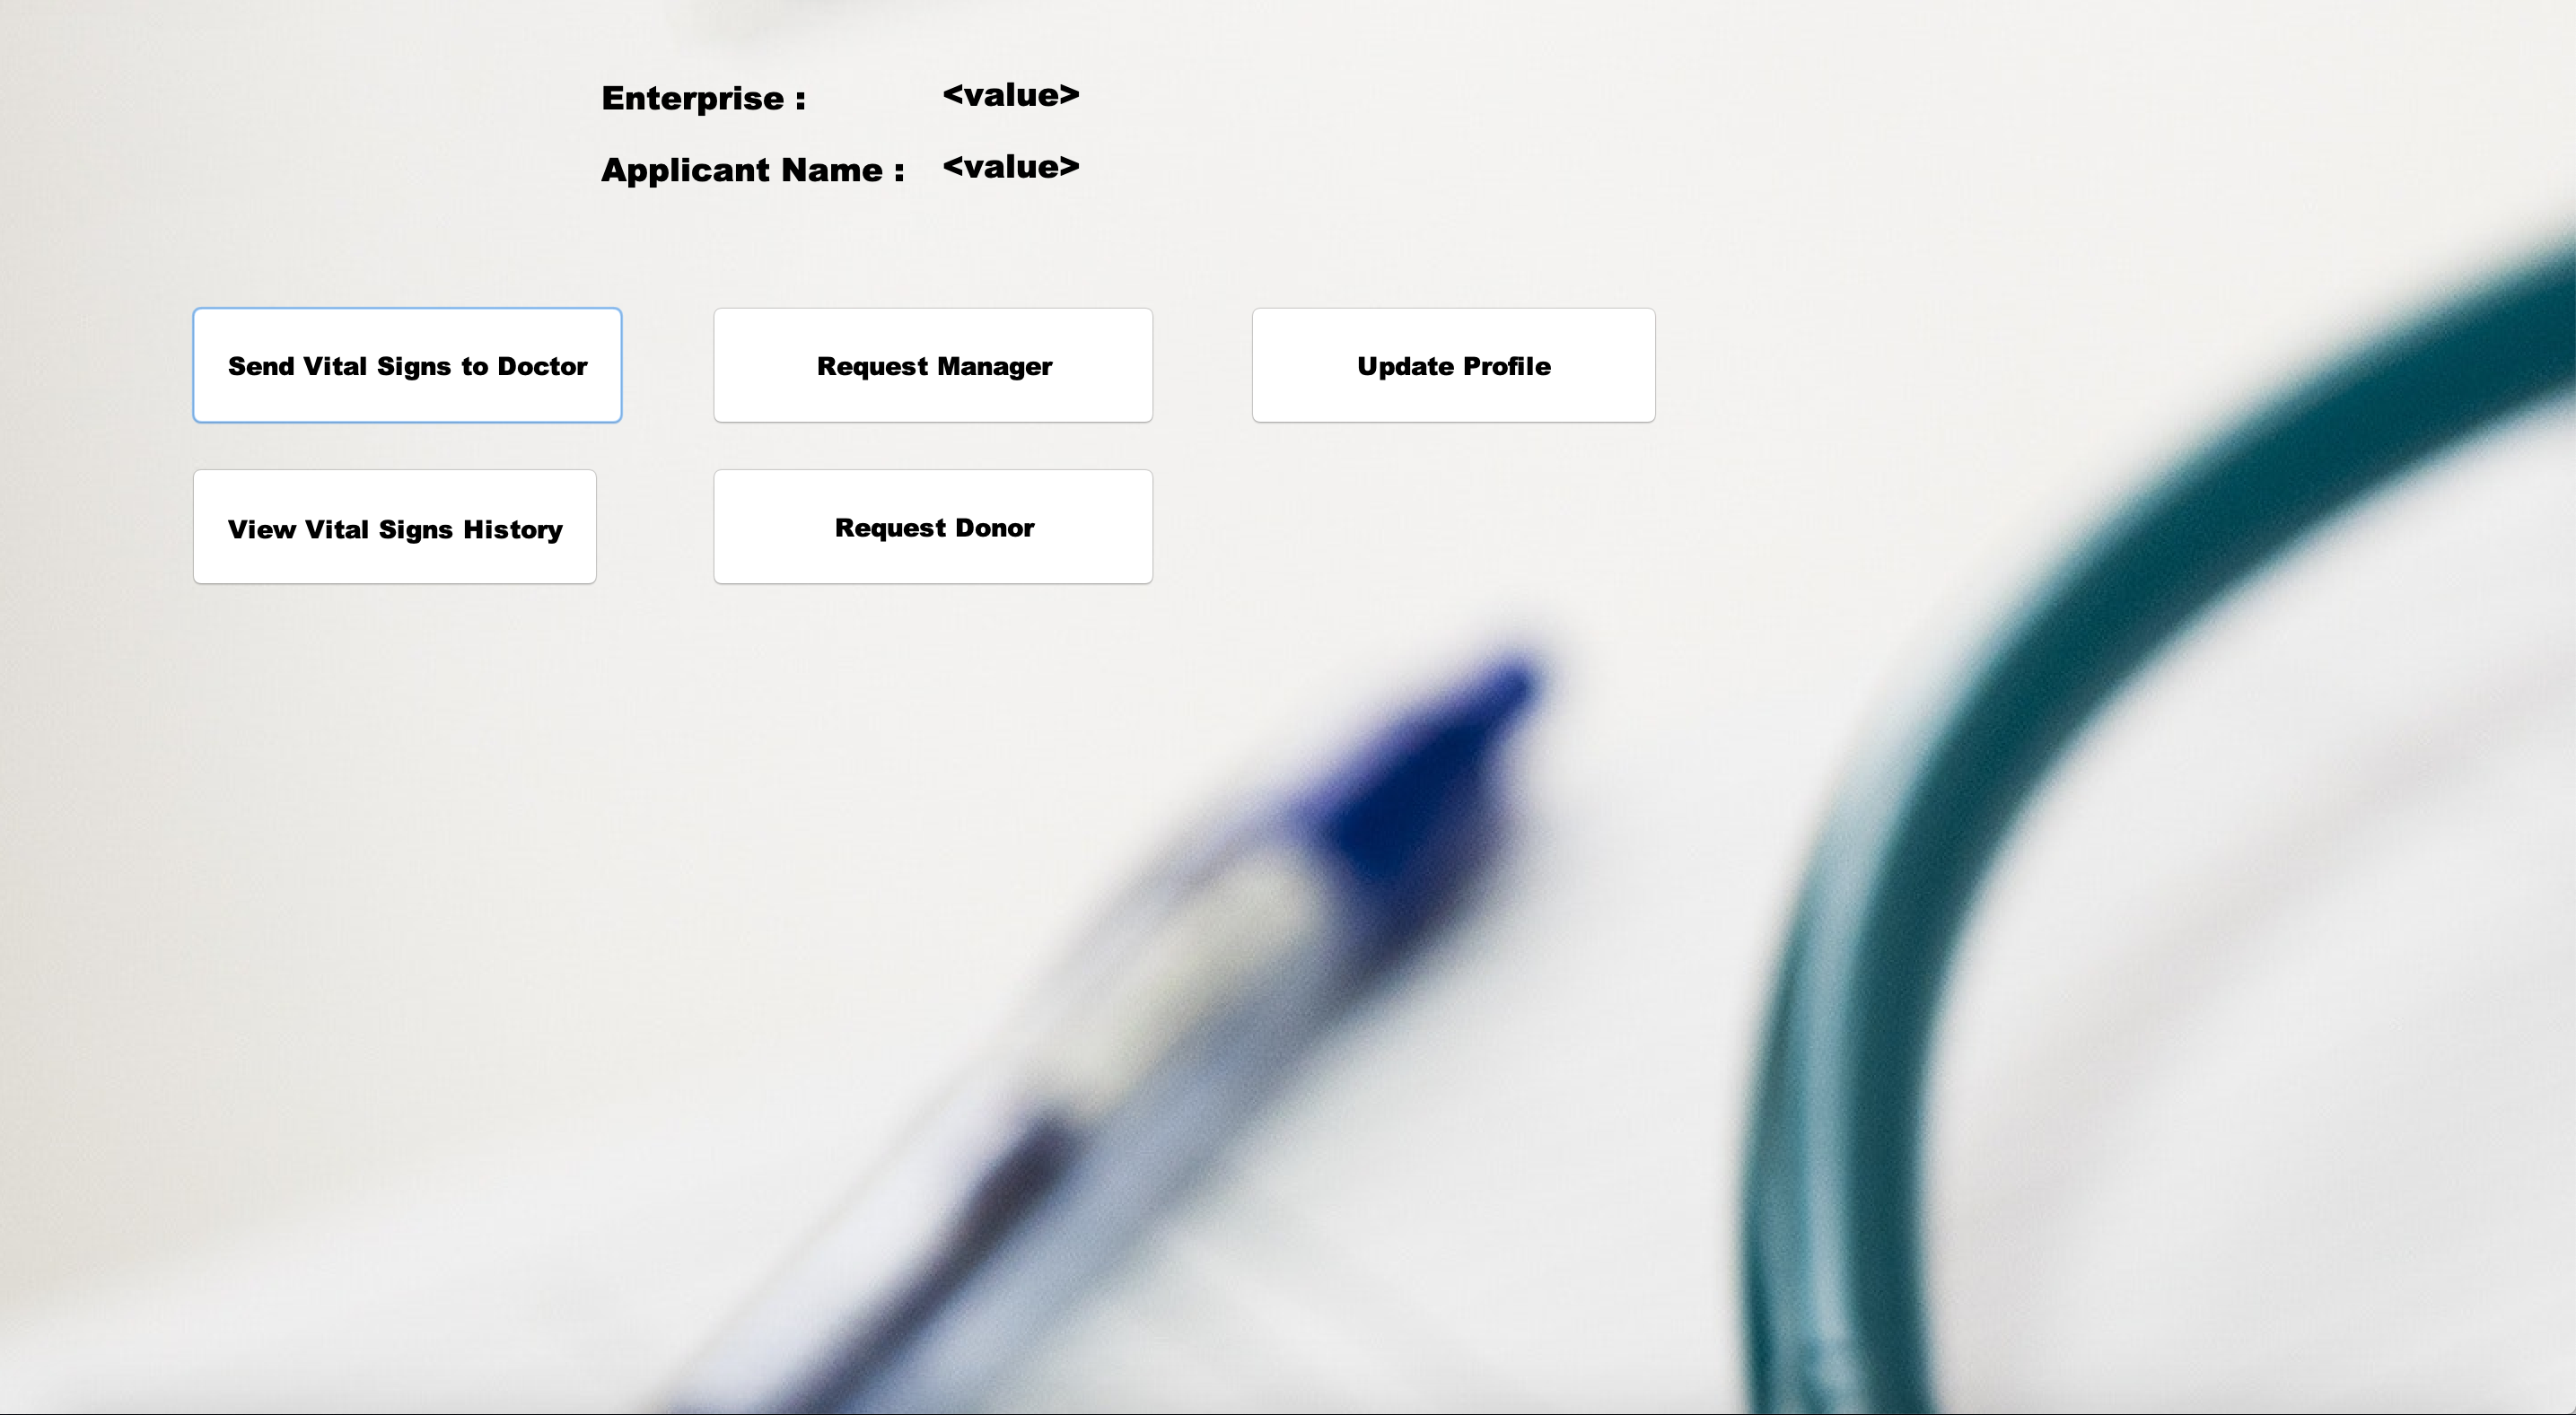 Enterprise : <value>
Applicant Name : <value>
Send Vital Signs to Doctor
Request Manager
Update Profile
View Vital Signs History
Request Donor